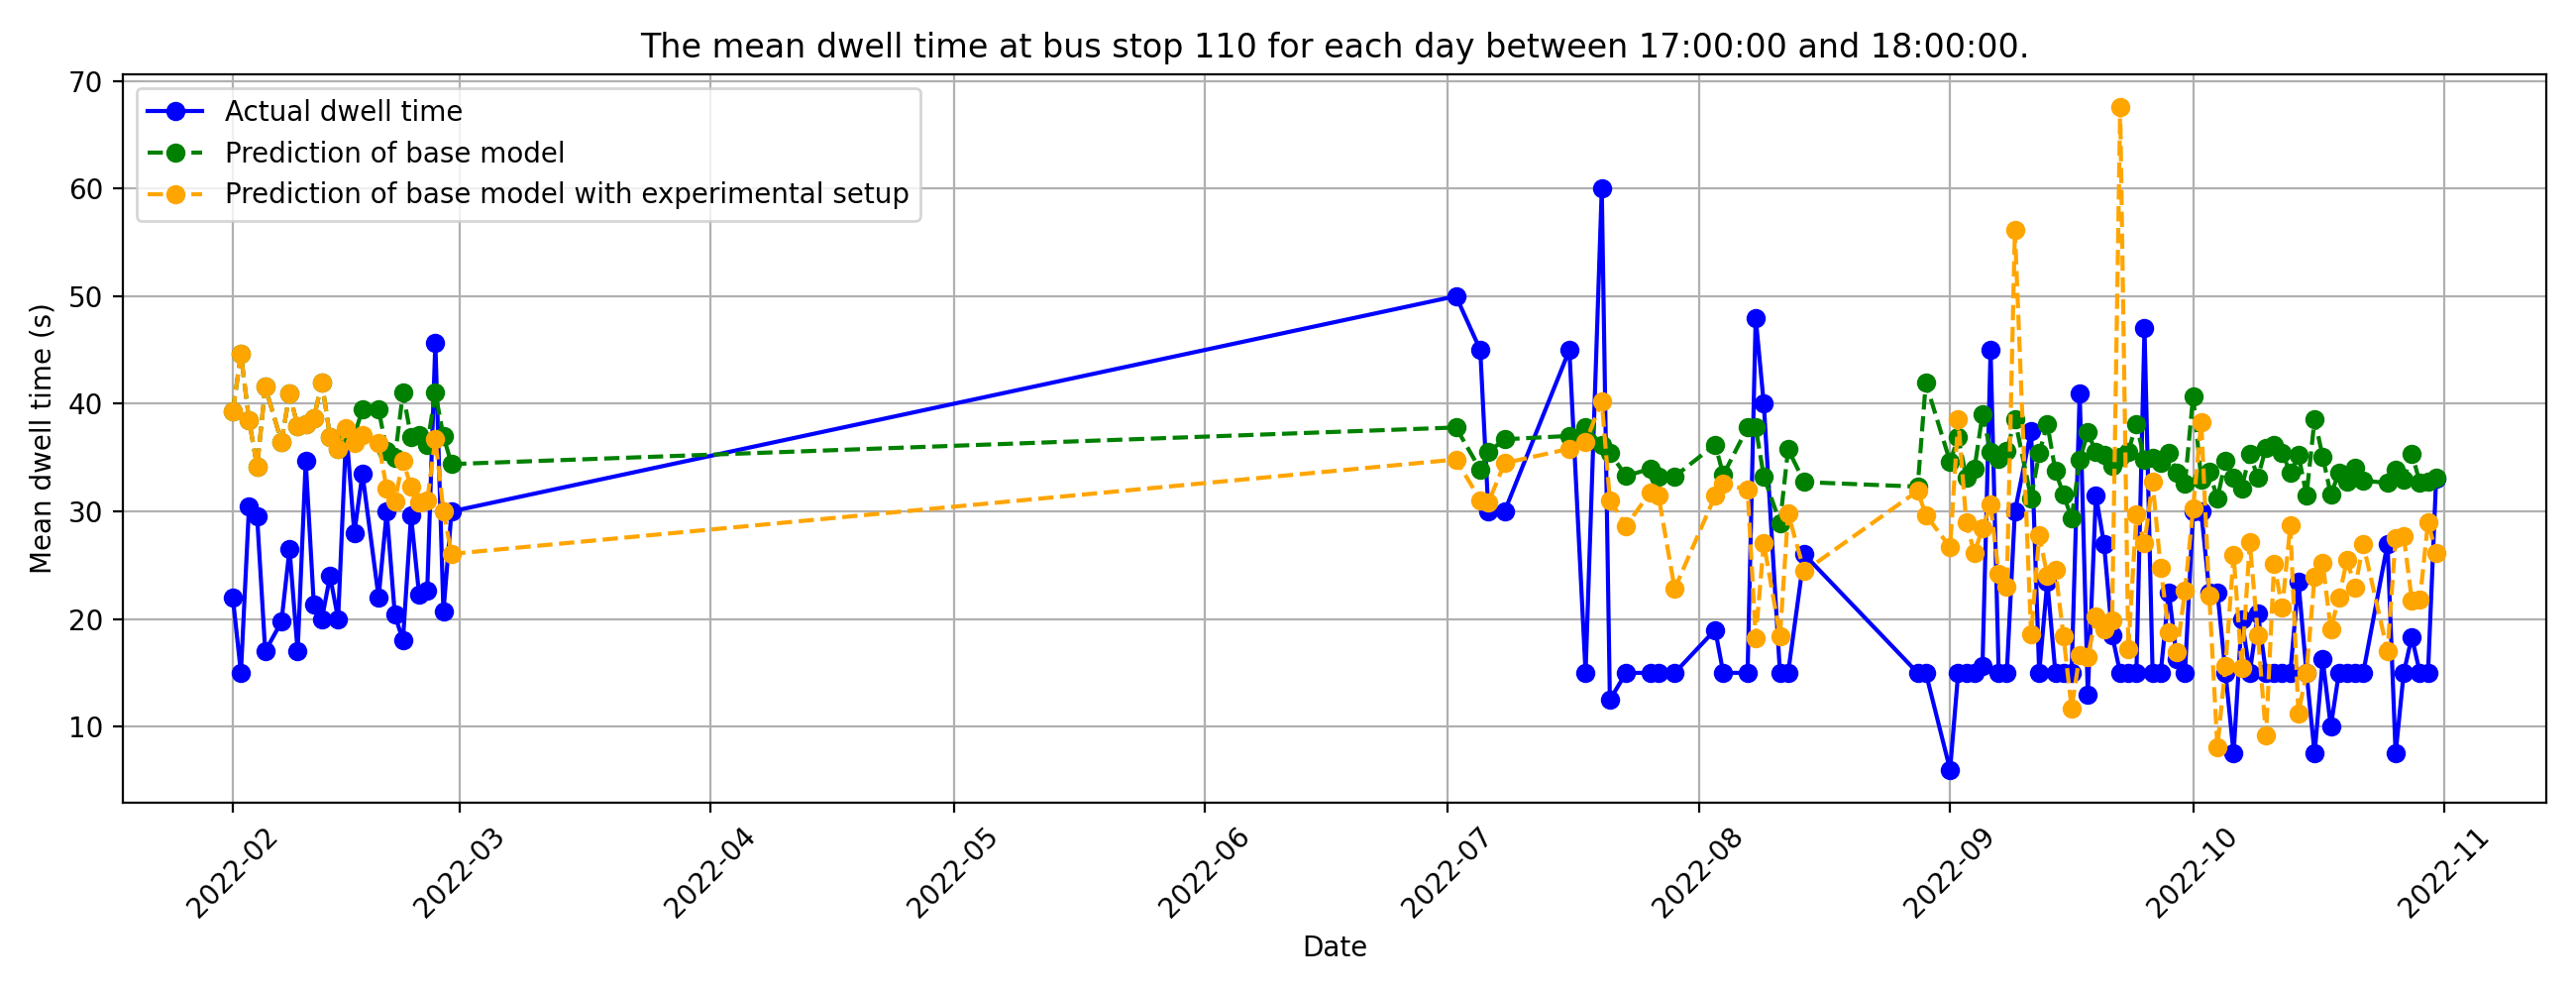 The mean dwell time at bus stop 110 for each day between 17:00:00 and 18:00:00.
Actual dwell time
Prediction of base model
Prediction of base model with experimental setup
Mean dwell time (s)
70
60
50
40
30
20
10
2022-02
2022-03
2022-04
2022-05
2022-06
2022-07
2022-08
2022-09
2022-10
2022-11
Date